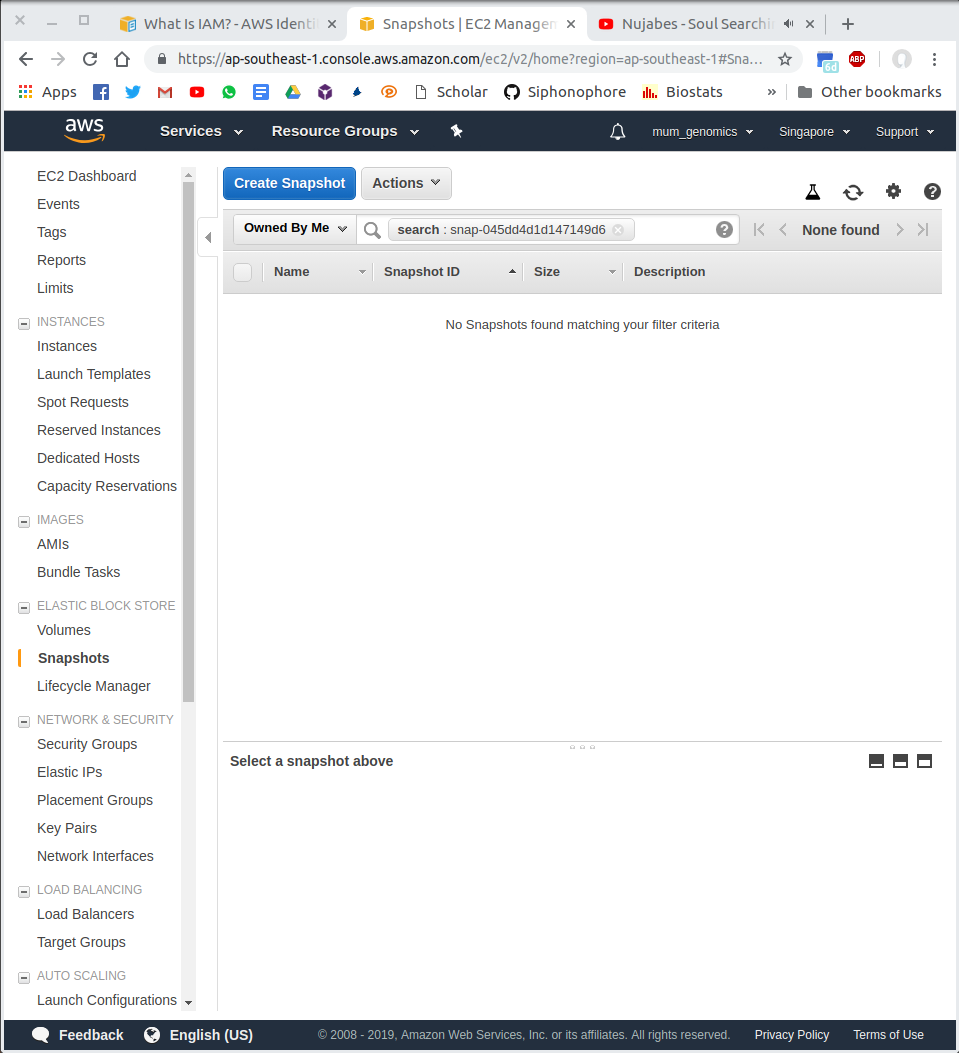 What Is IAM? - AWS Identi
Snapshots | EC2 Managem
Nujabes - Soul Searchi
https://ap-southeast-1.console.aws.amazon.com/ec2/v2/home?region=ap-southeast-1#Sna...
6d
ABP
Apps
Scholar
Siphonophore
Biostats
»
Other bookmarks
aws
Services
Resource Groups
mum_genomics
Singapore
Support
EC2 Dashboard
Events
Tags
Reports
Limits
INSTANCES
Instances
Launch Templates
Spot Requests
Reserved Instances
Dedicated Hosts
Capacity Reservations
IMAGES
AMIs
Bundle Tasks
ELASTIC BLOCK STORE
Volumes
Snapshots
Lifecycle Manager
NETWORK & SECURITY
Security Groups
Elastic IPs
Placement Groups
Key Pairs
Network Interfaces
LOAD BALANCING
Load Balancers
Target Groups
AUTO SCALING
Launch Configurations
Create Snapshot
Actions
Owned By Me
search : snap-045dd4d1d147149d6
None found
Name
Snapshot ID
Size
Description
No Snapshots found matching your filter criteria
Select a snapshot above
Feedback
English (US)
© 2008 - 2019, Amazon Web Services, Inc. or its affiliates. All rights reserved.
Privacy Policy
Terms of Use